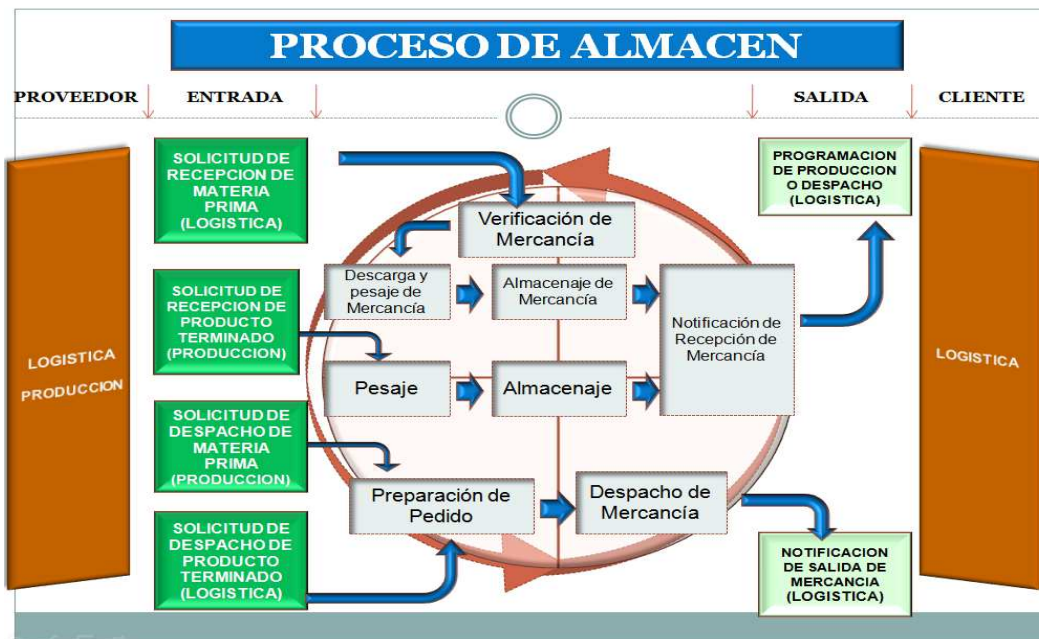 PROCESO DE ALMACEN
PROVEEDOR
ENTRADA
SALIDA
CLIENTE
LOGISTICA
PRODUCCION
SOLICITUD DE
RECEPCION DE
MATERIA
PRIMA
(LOGISTICA)
SOLICITUD DE
RECEPCION DE
PRODUCTO
TERMINADO
(PRODUCCION)
SOLICITUD DE
DESPACHO DE
MATERIA
PRIMA
(PRODUCCION)
SOLICITUD DE
DESPACHO DE
PRODUCTO
TERMINADO
(LOGISTICA)
Verificación de
Mercancía
Descarga y
pesaje de
Mercancía
Almacenaje de
Mercancía
Notificación de
Recepción de
Mercancía
Pesaje
Almacenaje
Preparación de
Pedido
Despacho de
Mercancía
PROGRAMACION
DE PRODUCCION
O DESPACHO
(LOGISTICA)
NOTIFICACION
DE SALIDA DE
MERCANCIA
(LOGISTICA)
LOGISTICA